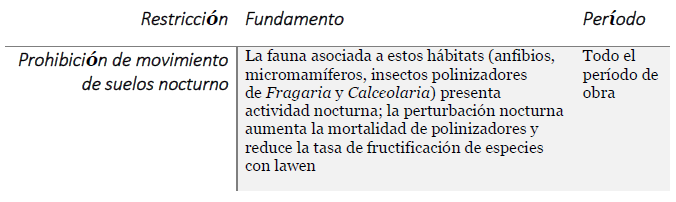 Restricción Fundamento Período
Prohibición de movimiento de suelos nocturno
La fauna asociada a estos hábitats (anfibios,
micromamíferos, insectos polinizadores
de Fragaria y Calceolaria) presenta
actividad nocturna; la perturbación nocturna
aumenta la mortalidad de polinizadores y
reduce la tasa de fructificación de especies
con lawen
Todo el
período de
obra